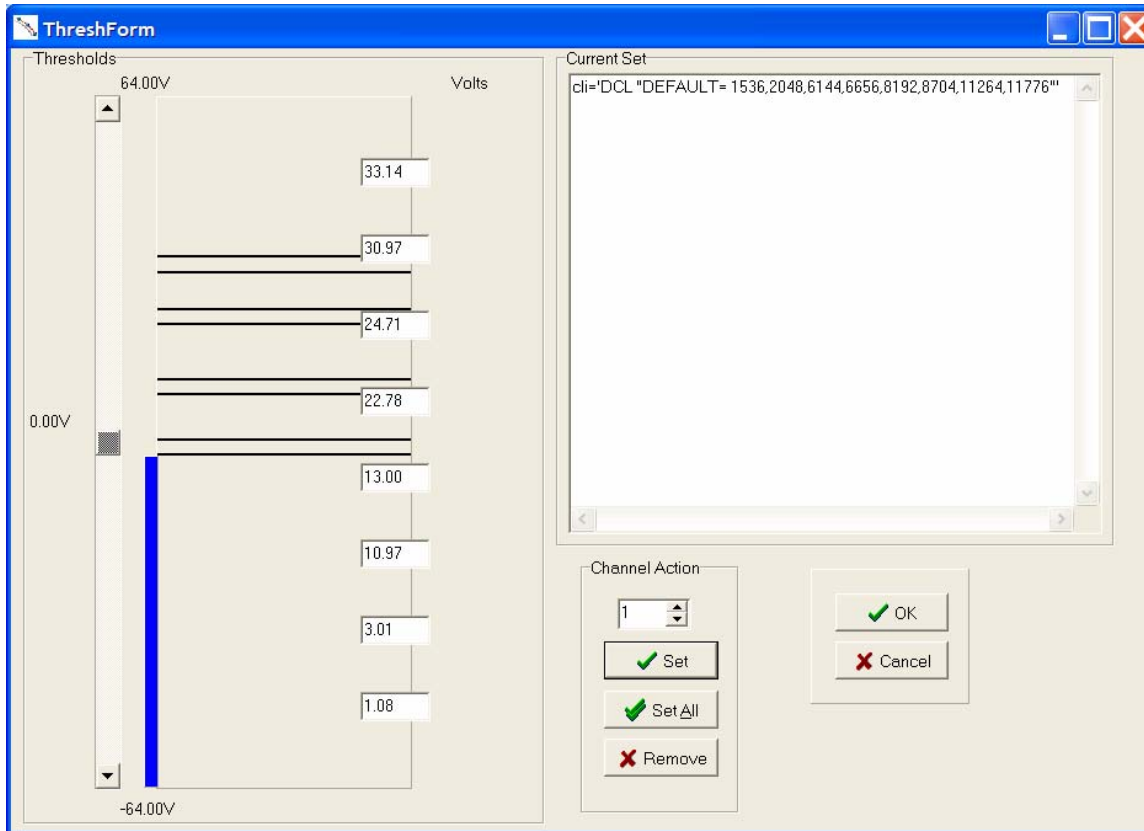 ThreshForm
Thresholds
64.00V
Volts
33.14
30.97
24.71
22.78
0.00V
13.00
10.97
3.01
1.08
-64.00V
Current Set
cli='DCL "DEFAULT= 1536,2048,6144,6656,8192,8704,11264,11776"'
Channel Action
1
Set
Set All
Remove
OK
Cancel